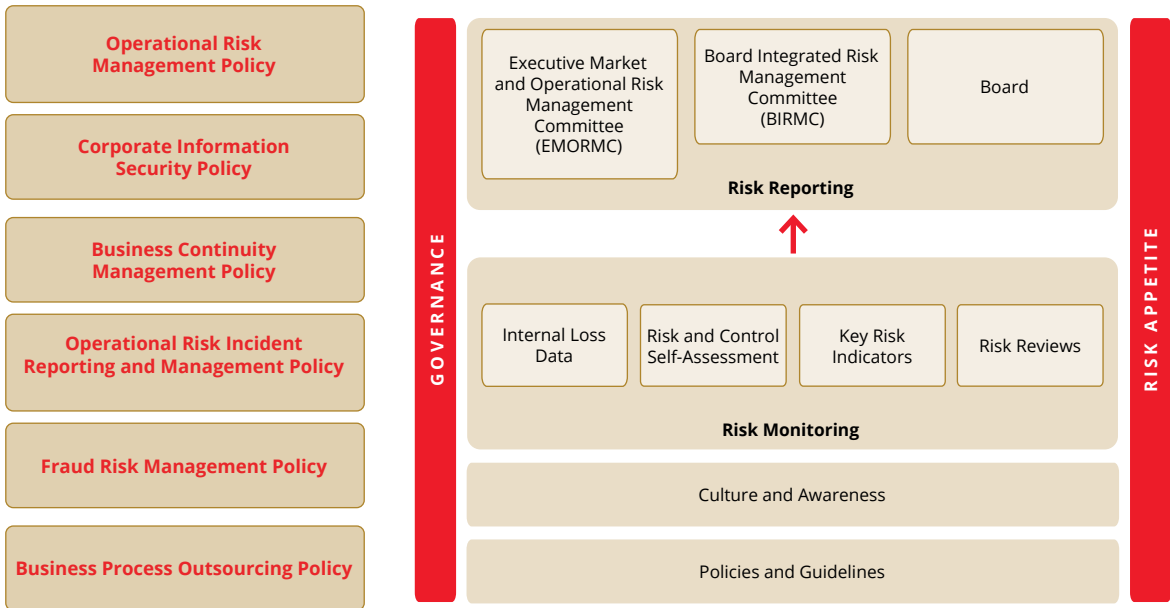 Operational Risk
Management Policy
Corporate Information
Security Policy
Business Continuity
Management Policy
Operational Risk Incident
Reporting and Management Policy
Fraud Risk Management Policy
Business Process Outsourcing Policy
GOVERNANCE
Executive Market
and Operational Risk
Management
Committee
(EMORMC)
Board Integrated Risk
Management
Committee
(BIRMC)
Board
Risk Reporting
Internal Loss
Data
Risk and Control
Self-Assessment
Key Risk
Indicators
Risk Reviews
Risk Monitoring
Culture and Awareness
Policies and Guidelines
RISK APPETITE